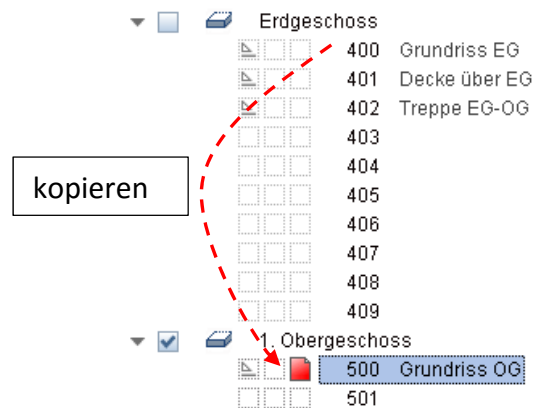 Erdgeschoss
400 Grundriss EG
401 Decke über EG
402 Treppe EG-OG
403
404
kopieren
405
406
407
408
409
1. Obergeschoss
500 Grundriss OG
501